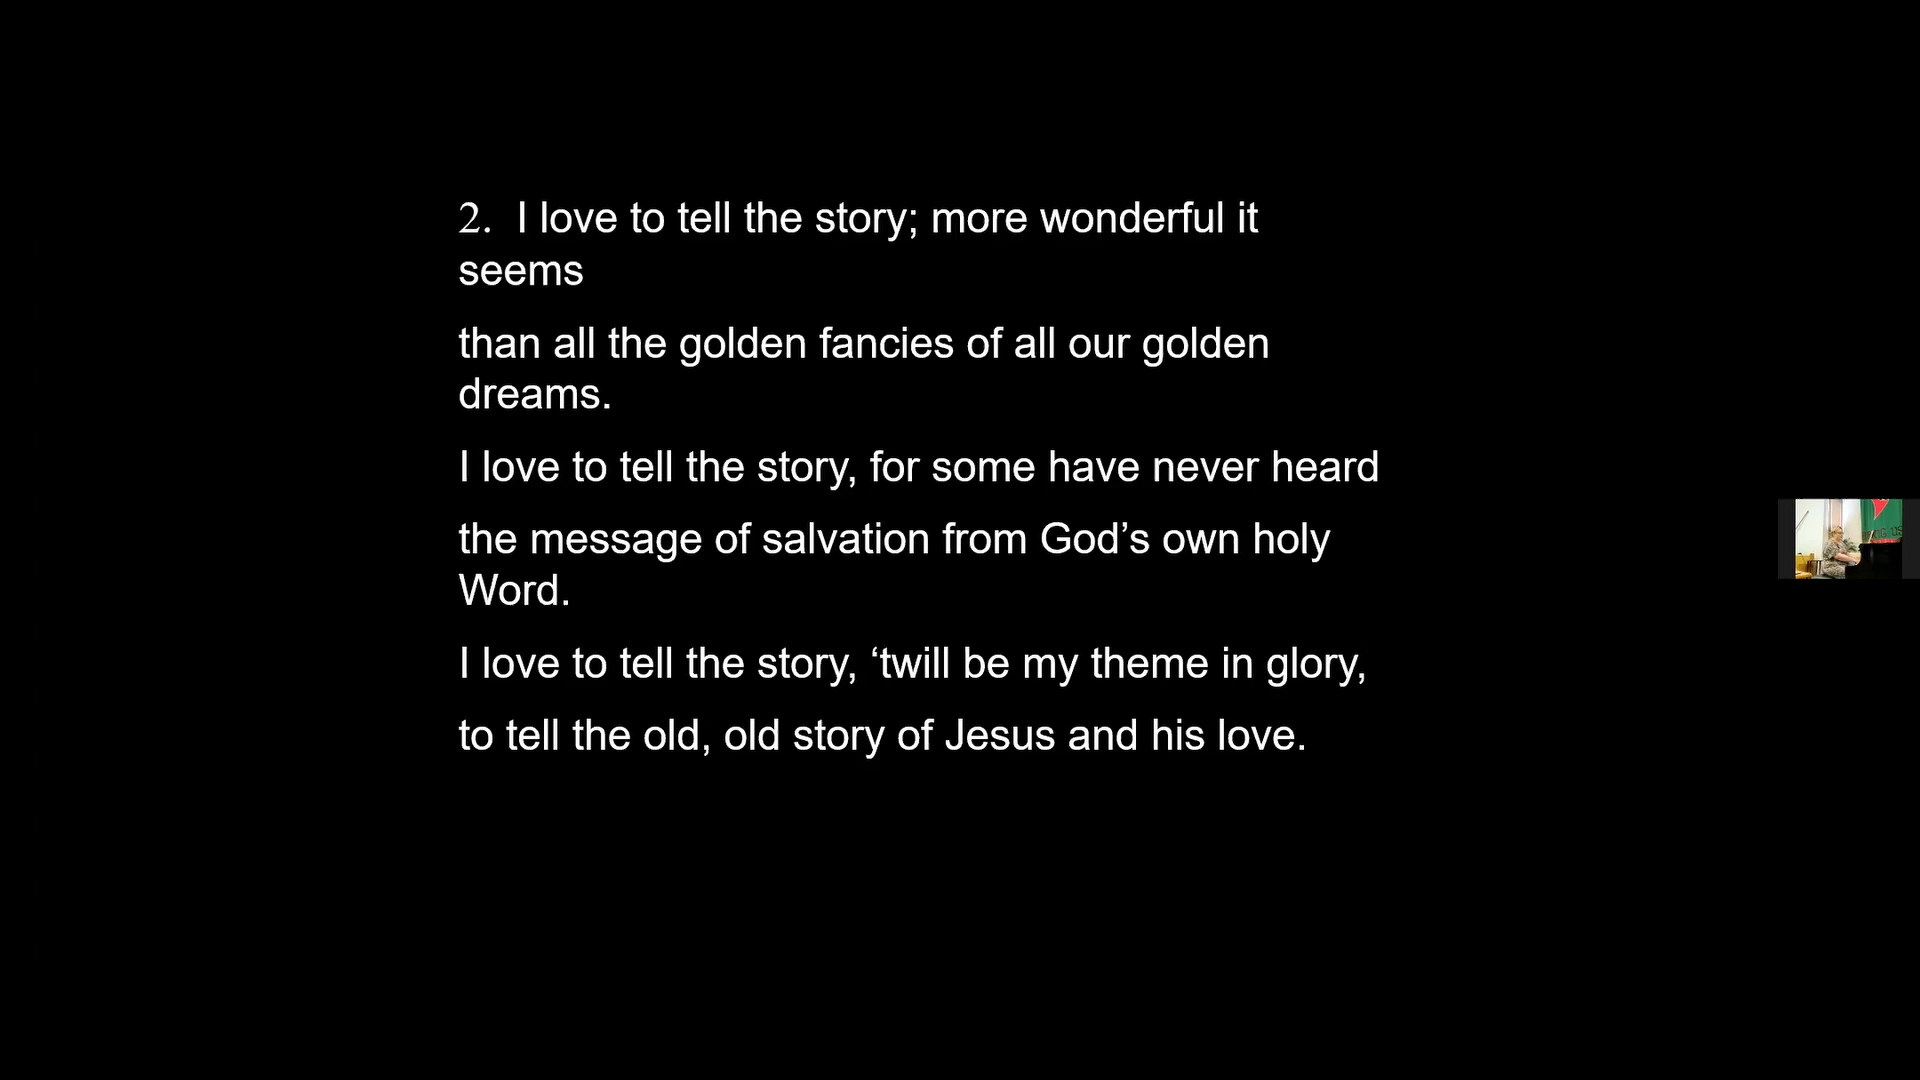 2. I love to tell the story; more wonderful it
seems
than all the golden fancies of all our golden
dreams.
I love to tell the story, for some have never heard
the message of salvation from God’s own holy
Word.
I love to tell the story, ‘twill be my theme in glory,
to tell the old, old story of Jesus and his love.